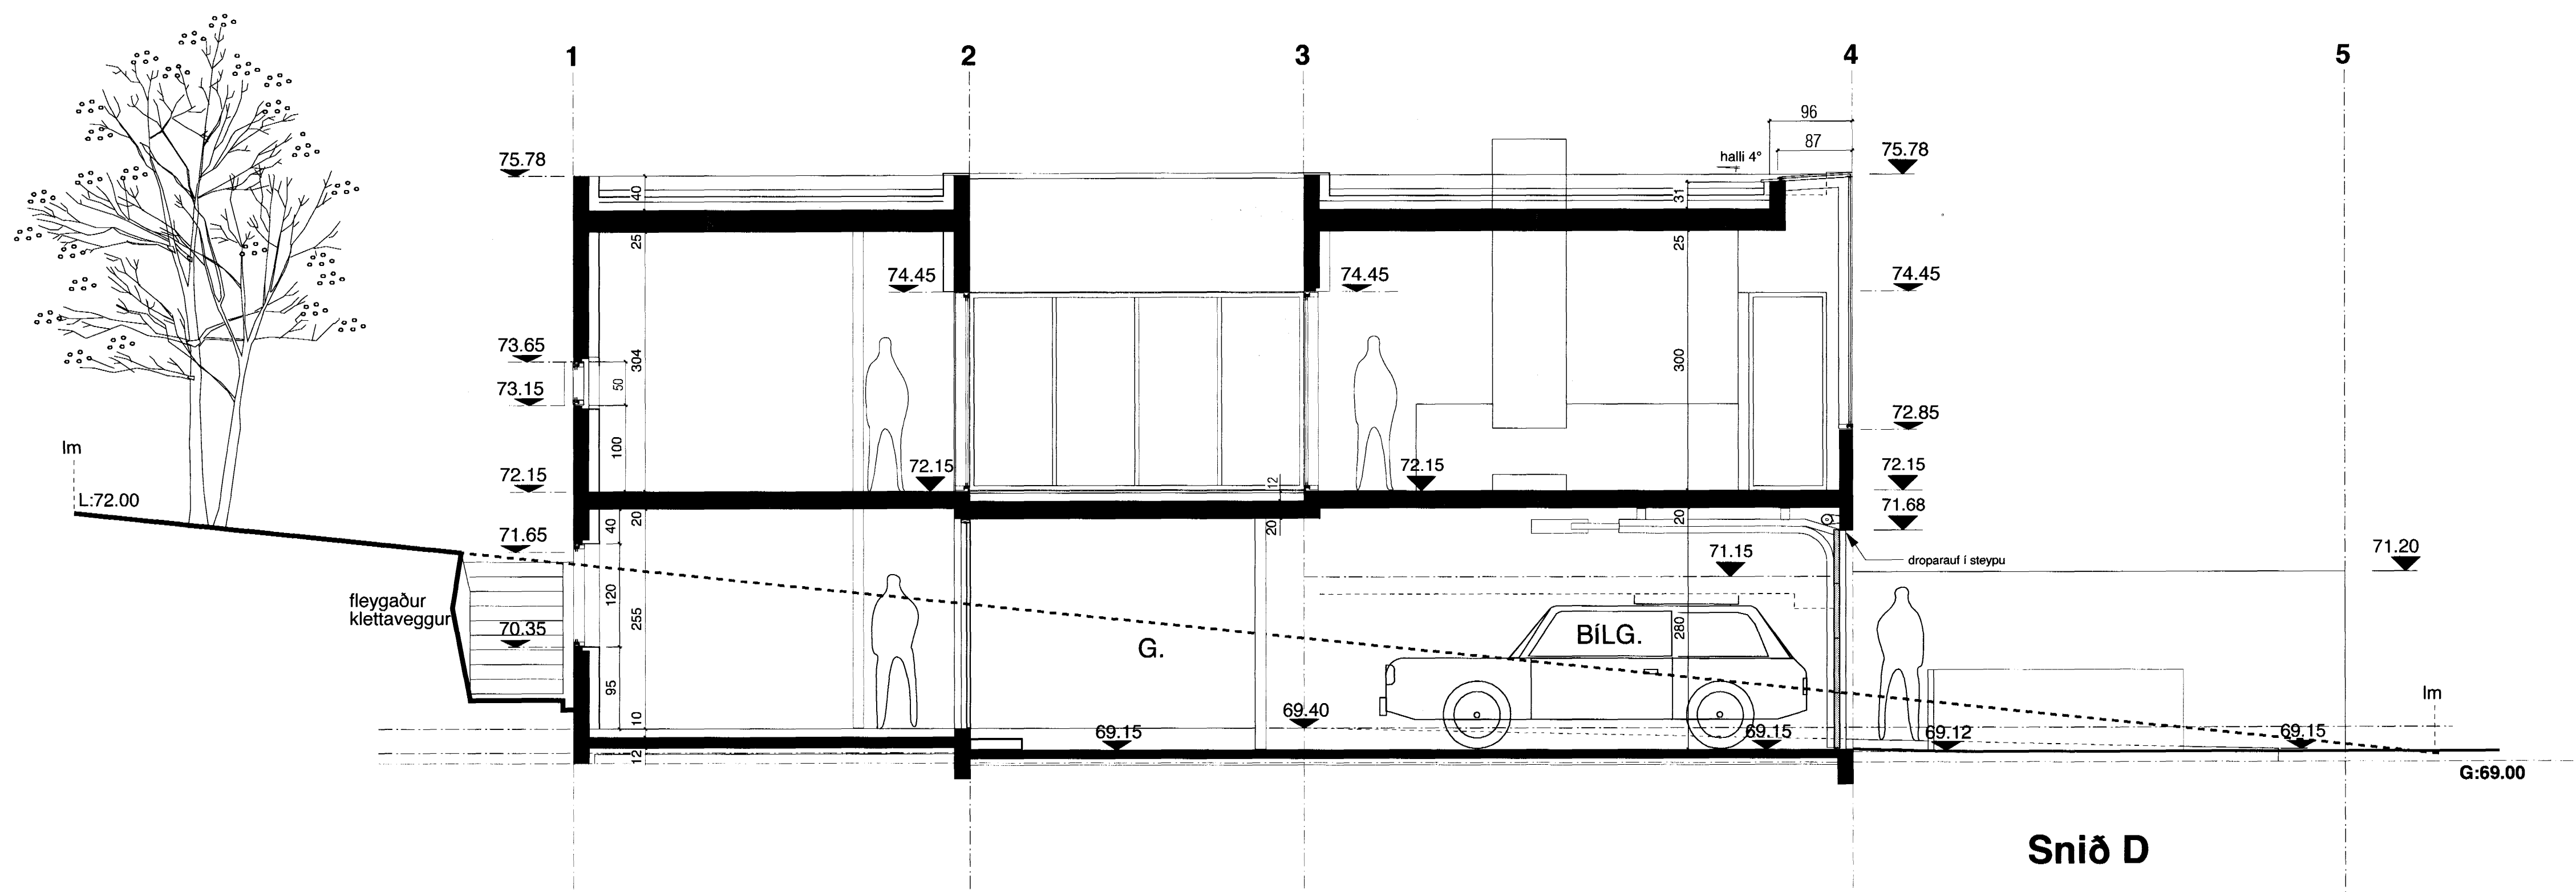 1 2 3 4 5
96
87
halli 4°
75.78 75.78
40 31
25 25
74.45 74.45 74.45
73.65
304 300
50
73.15
72.85
100
lm
L:72.00
72.15 72.15 72.15 72.15
12
71.68
40 20 20 20
71.65
droparauf í steypu
71.15 71.20
fleygaður
klettaveggur
120 255 280
BíLG.
G.
70.35
95
10
69.40
lm
69.15 69.15 69.12 69.15
12
G:69.00
Snið D